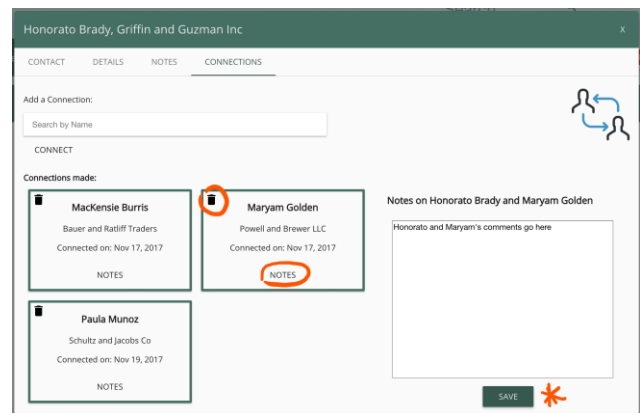 Honorato Brady, Griffin and Guzman Inc
X
CONTACT DETAILS NOTES CONNECTIONS
Add a Connection:
Search by Name
CONNECT
Connections made:
MacKensie Burris
Bauer and Ratliff Traders
Connected on: Nov 17, 2017
NOTES
Maryam Golden
Powell and Brewer LLC
Connected on: Nov 17, 2017
NOTES
Paula Munoz
Schultz and Jacobs Co
Connected on: Nov 19, 2017
NOTES
Notes on Honorato Brady and Maryam Golden
Honorato and Maryam's comments go here
SAVE